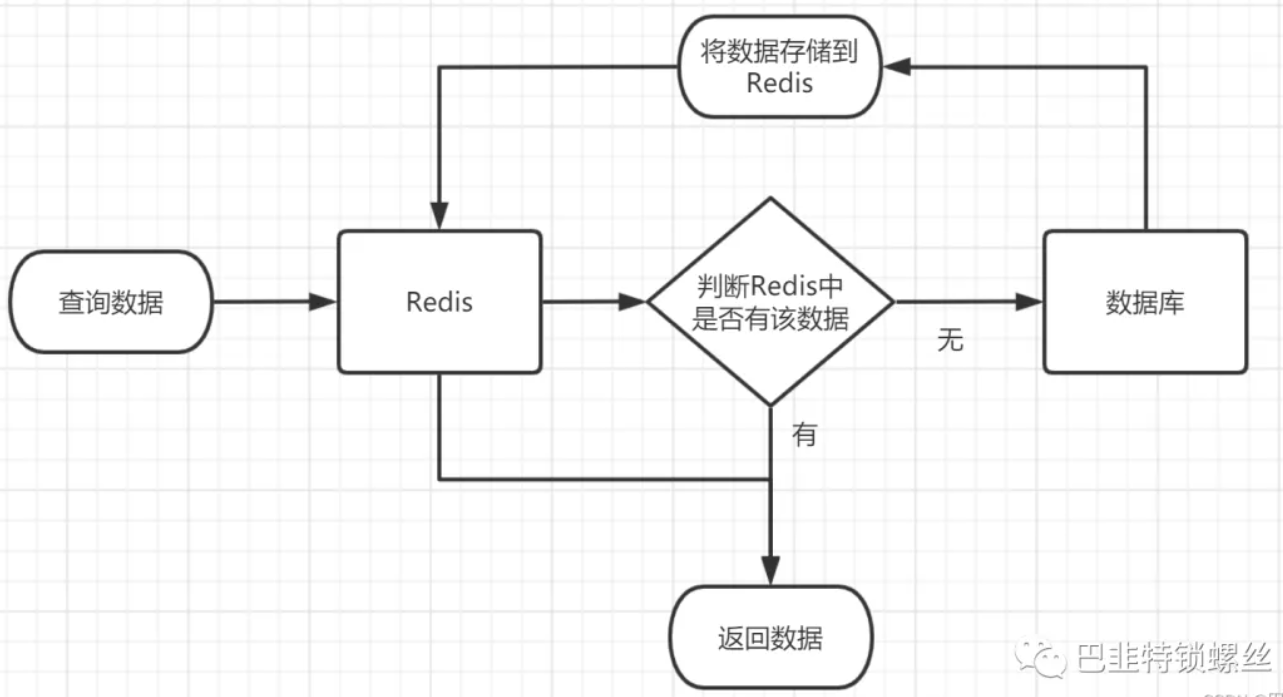 将数据存储到
Redis
查询数据
Redis
判断Redis中
是否有该数据
无
数据库
有
返回数据
巴韭特锁螺丝